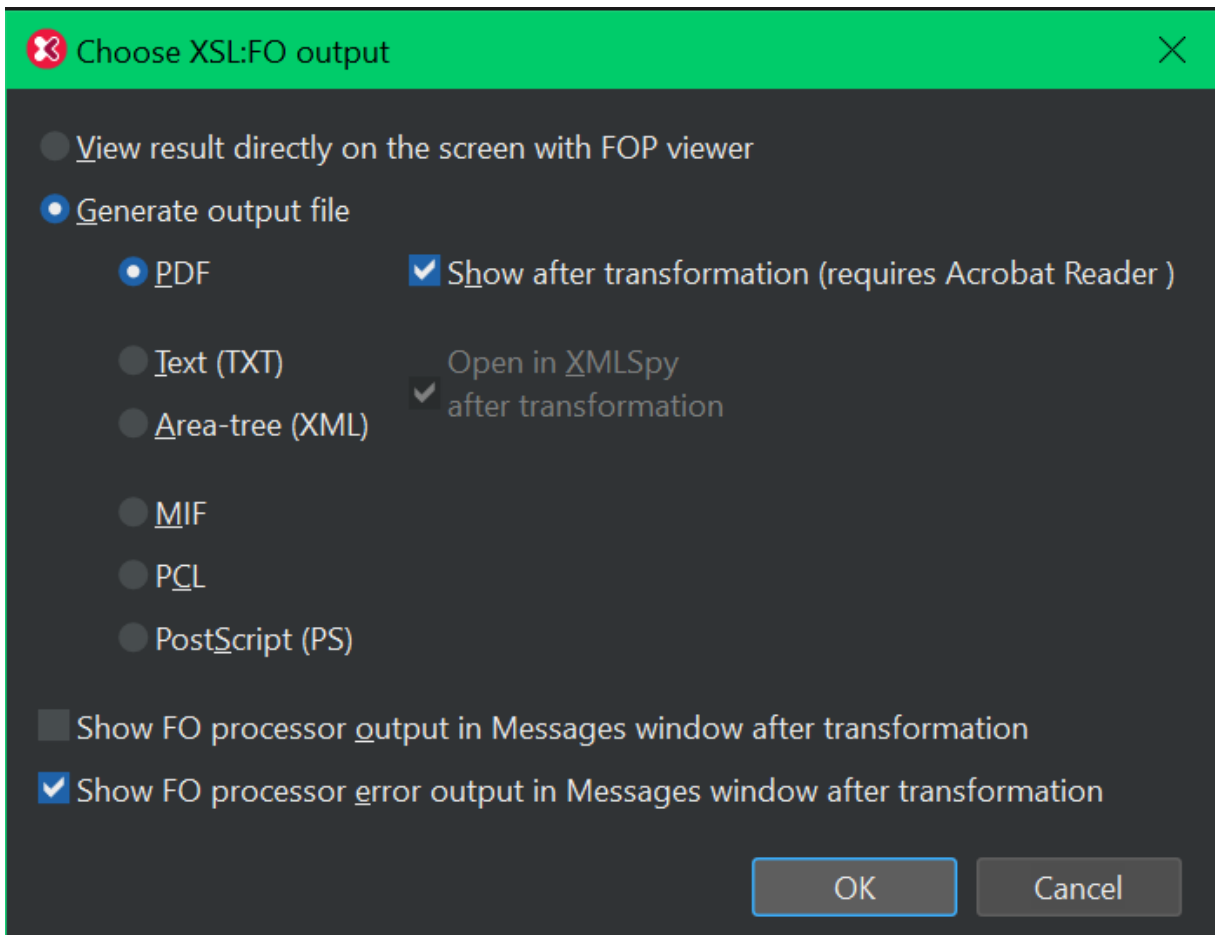 Choose XSL:FO output
View result directly on the screen with FOP viewer
Generate output file
PDF
Show after transformation (requires Acrobat Reader )
Text (TXT)
Open in XMLSpy
after transformation
Area-tree (XML)
MIF
PCL
PostScript (PS)
Show FO processor output in Messages window after transformation
Show FO processor error output in Messages window after transformation
OK
Cancel